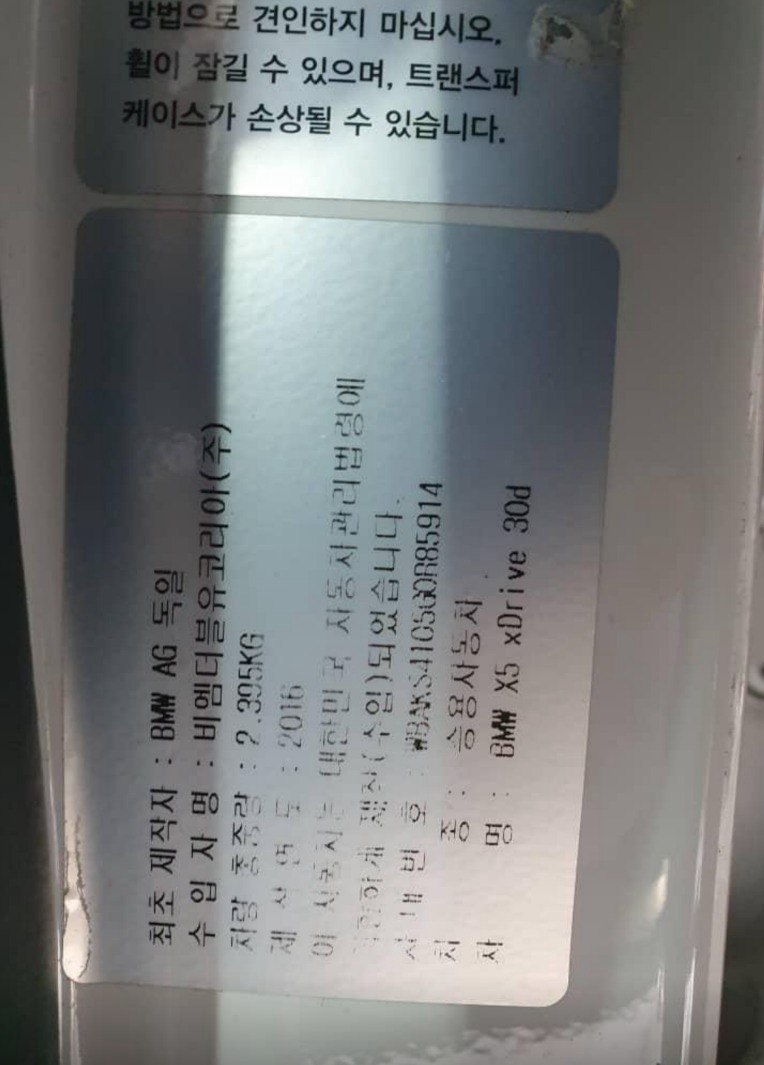 방법으로 견인하지 마십시오.
휠이 잠길 수 있으며, 트랜스퍼
케이스가 손상될 수 있습니다.
최초 제작자 : BMW AG 독일
수 입 자 명 : 비엠더블유코리아(주)
차량 총중량 : 2.395KG
제 작 연 도 : 2016
이 자동차는 대한민국 자동차관리법령에
적합하게 제작(수입)되었습니다.
차 대 번 호 : WBAKS4105G0R85914
차 종 : 승용자동차
차 명 : BMW X5 xDrive 30d